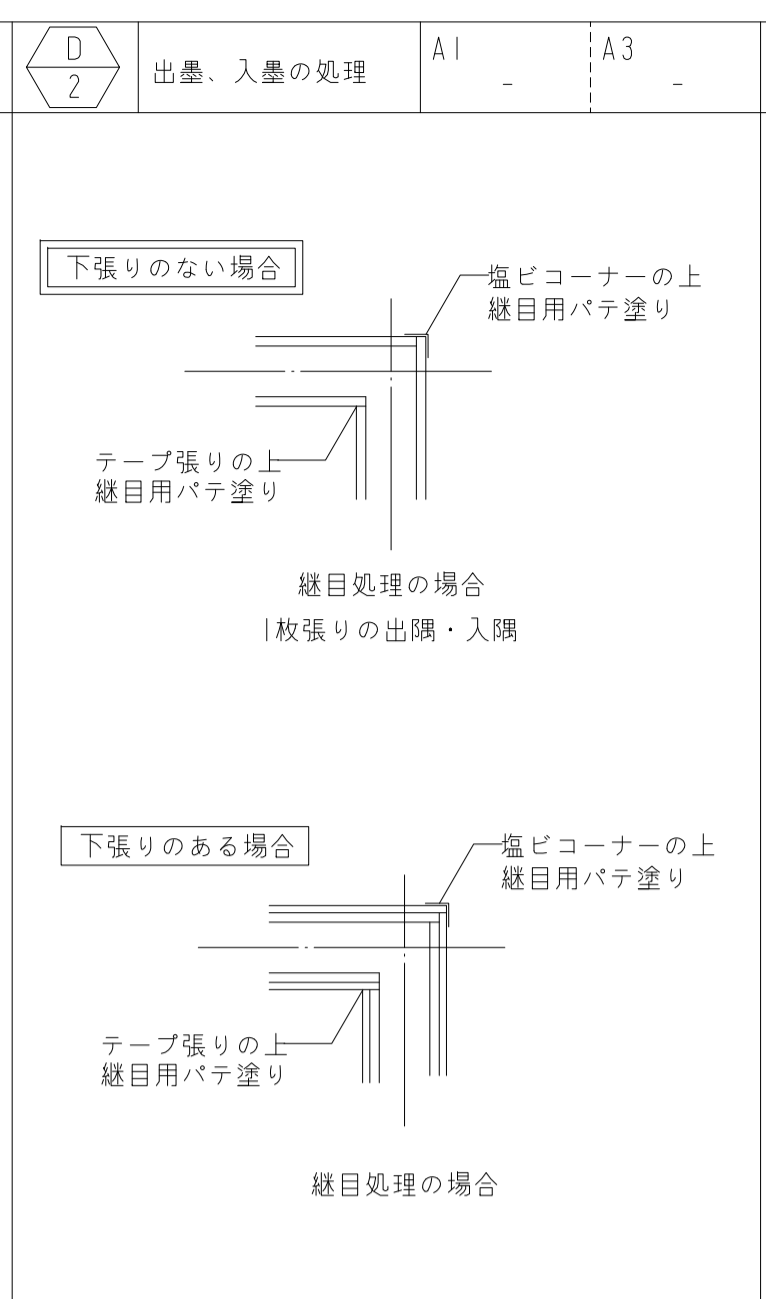 D
2
出墨、入墨の処理
A1
-
A3
-
下張りのない場合
塩ビコーナーの上
継目用パテ塗り
テープ張りの上
継目用パテ塗り
継目処理の場合
1枚張りの出隅・入隅
下張りのある場合
塩ビコーナーの上
継目用パテ塗り
テープ張りの上
継目用パテ塗り
継目処理の場合